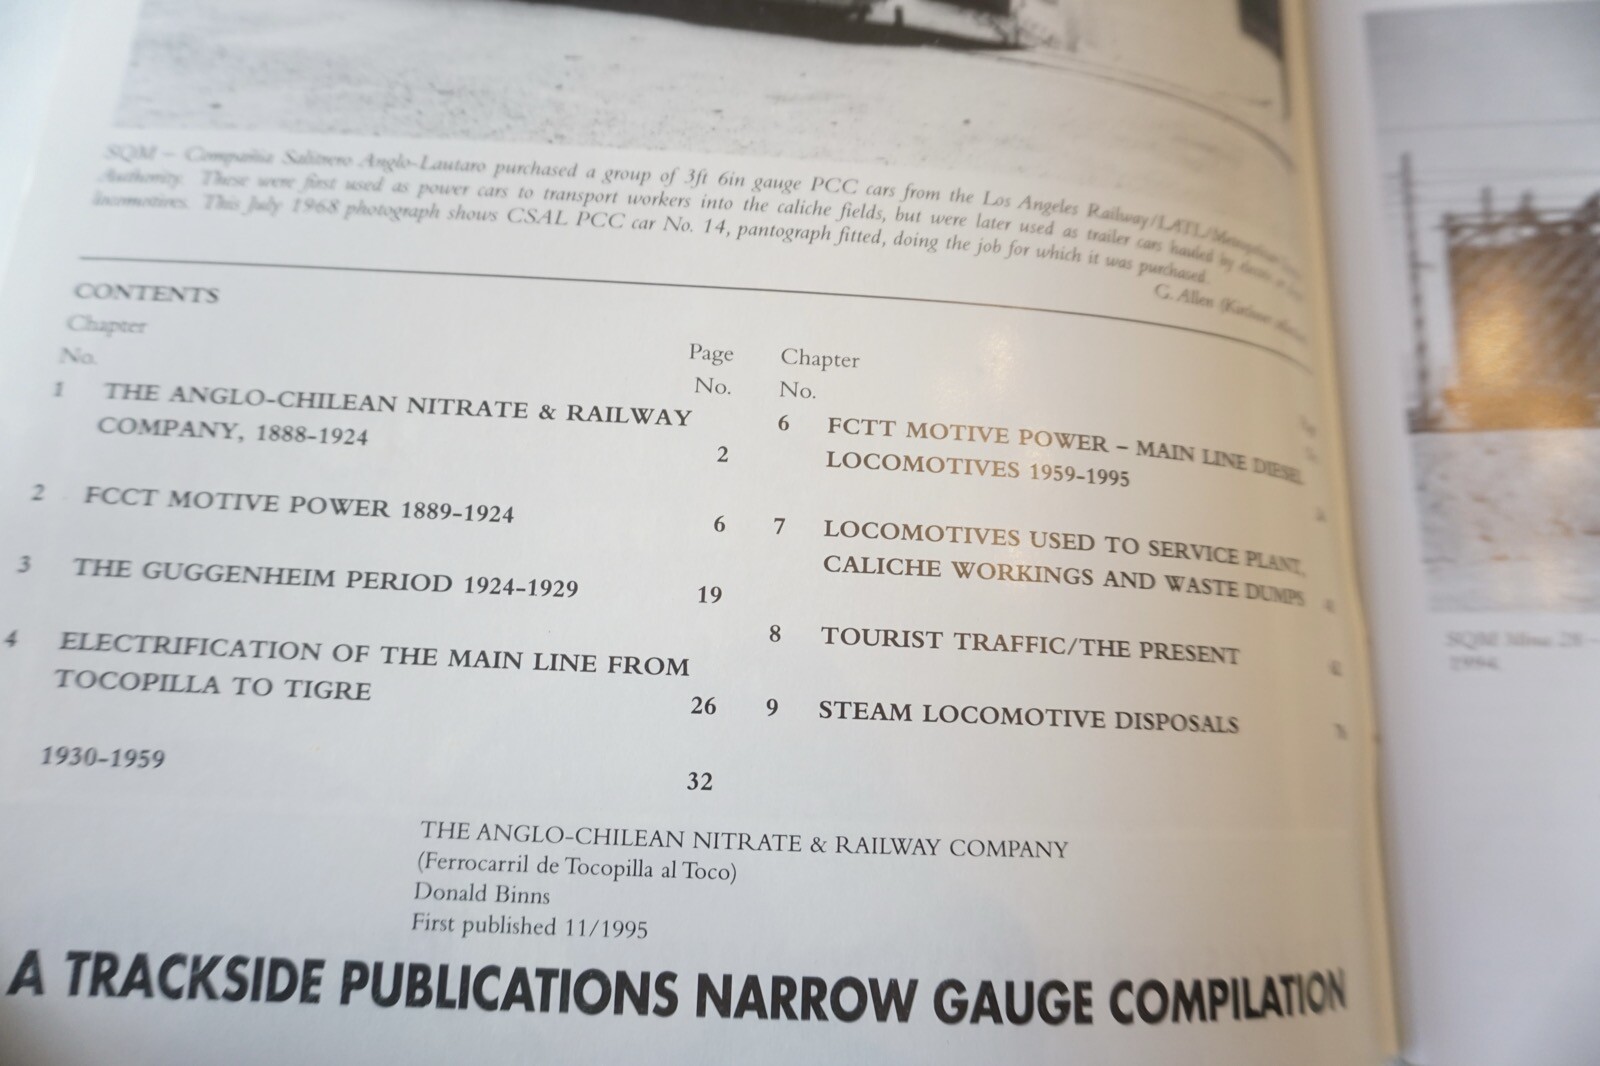 SQM – Compañia Salitrero Anglo-Lautaro purchased a group of 3ft 6in gauge PCC cars from the Los Angeles Railway/LATL/Metropolitan
Authority. These were first used as power cars to transport workers into the caliche fields, but were later used as trailer cars hauled by
locomotives. This July 1968 photograph shows CSAL PCC car No. 14, pantograph fitted, doing the job for which it was purchased.
G. Allen
CONTENTS
Chapter
No.
Page
No.
1 THE ANGLO-CHILEAN NITRATE & RAILWAY
COMPANY, 1888-1924 2
2 FCCT MOTIVE POWER 1889-1924 6
3 THE GUGGENHEIM PERIOD 1924-1929 19
4 ELECTRIFICATION OF THE MAIN LINE FROM
TOCOPILLA TO TIGRE 26
1930-1959 32
Chapter
No.
6 FCTT MOTIVE POWER – MAIN LINE DIESEL
LOCOMOTIVES 1959-1995
7 LOCOMOTIVES USED TO SERVICE PLANT,
CALICHE WORKINGS AND WASTE DUMPS
8 TOURIST TRAFFIC/THE PRESENT
9 STEAM LOCOMOTIVE DISPOSALS
THE ANGLO-CHILEAN NITRATE & RAILWAY COMPANY
(Ferrocarril de Tocopilla al Toco)
Donald Binns
First published 11/1995
A TRACKSIDE PUBLICATIONS NARROW GAUGE COMPILATION
SQM
1994